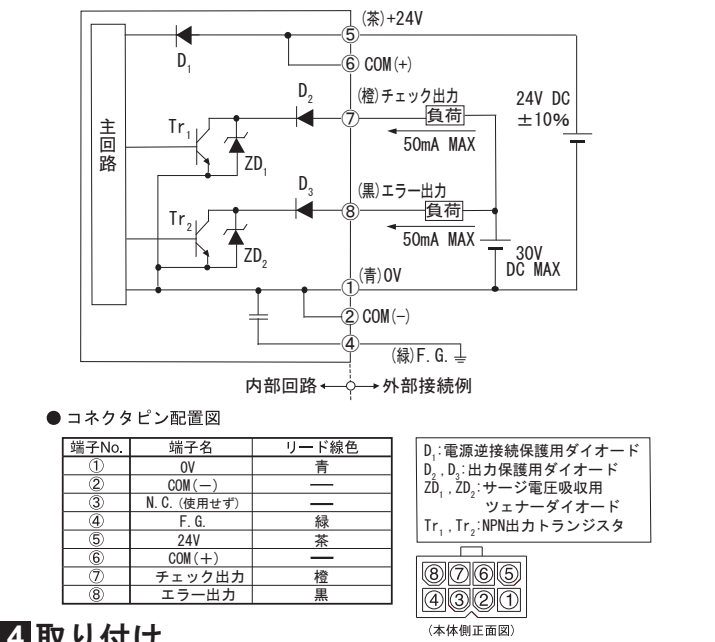 (茶)+24V
⑤
⑥ COM(+)
D1
D2
(橙)チェック出力
⑦
負荷
50mA MAX
24V DC
±10%
主回路
Tr1
ZD1
D3
(黒)エラー出力
⑧
負荷
50mA MAX
Tr2
ZD2
30V
DC MAX
(青)0V
①
② COM(−)
④
(緑)F.G.
内部回路 外部接続例
● コネクタピン配置図
端子No. 端子名 リード線色
① 0V 青
② COM(−) ―
③ N.C.(使用せず) ―
④ F.G. 緑
⑤ 24V 茶
⑥ COM(+) ―
⑦ チェック出力 橙
⑧ エラー出力 黒
D1:電源逆接続保護用ダイオード
D2,D3:出力保護用ダイオード
ZD1,ZD2:サージ電圧吸収用
ツェナーダイオード
Tr1,Tr2:NPN出力トランジスタ
⑧⑦⑥⑤
④③②①
(本体側正面図)
4 取り付け